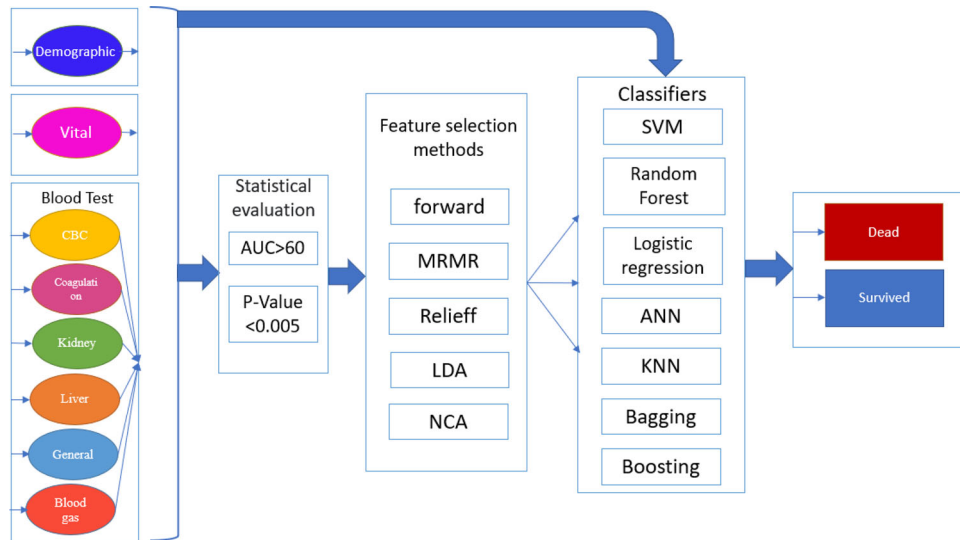 Demographic
Vital
Blood Test
CBC
Coagulati
on
Kidney
Liver
General
Blood
gas
Statistical
evaluation
AUC>60
P-Value
<0.005
Feature selection
methods
forward
MRMR
Relieff
LDA
NCA
Classifiers
SVM
Random
Forest
Logistic
regression
ANN
KNN
Bagging
Boosting
Dead
Survived